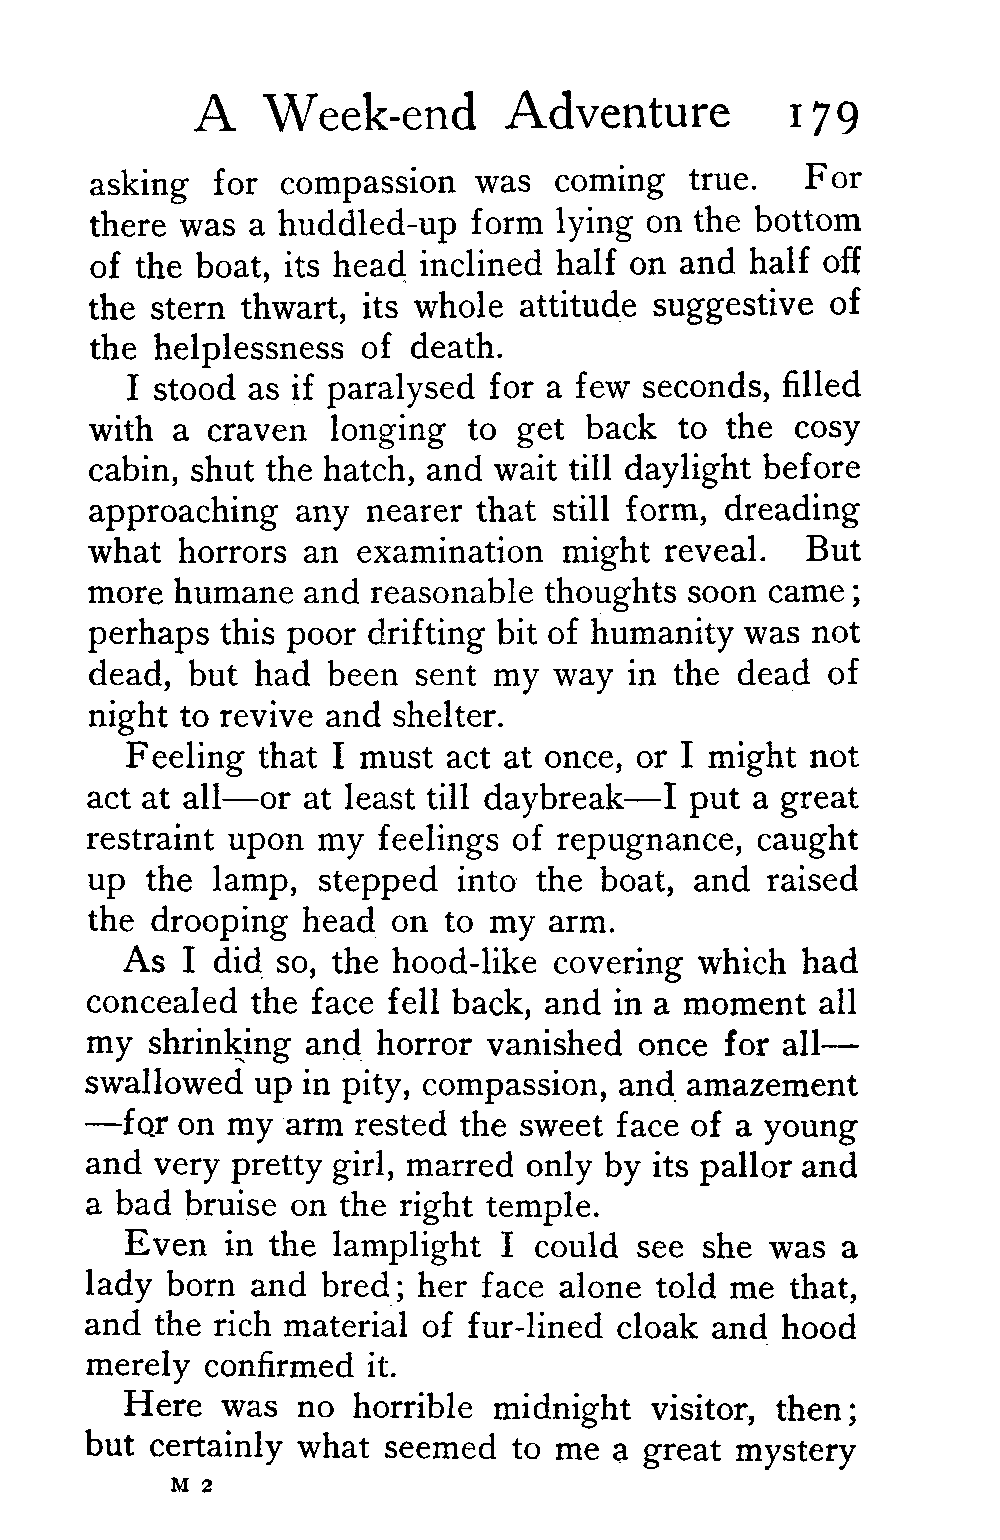 A Week-end Adventure 179
asking for compassion was coming true. For
there was a huddled-up form lying on the bottom
of the boat, its head inclined half on and half off
the stern thwart, its whole attitude suggestive of
the helplessness of death.
I stood as if paralysed for a few seconds, filled
with a craven longing to get back to the cosy
cabin, shut the hatch, and wait till daylight before
approaching any nearer that still form, dreading
what horrors an examination might reveal. But
more humane and reasonable thoughts soon came;
perhaps this poor drifting bit of humanity was not
dead, but had been sent my way in the dead of
night to revive and shelter.
Feeling that I must act at once, or I might not
act at all—or at least till daybreak—I put a great
restraint upon my feelings of repugnance, caught
up the lamp, stepped into the boat, and raised
the drooping head on to my arm.
As I did so, the hood-like covering which had
concealed the face fell back, and in a moment all
my shrinking and horror vanished once for all—
swallowed up in pity, compassion, and amazement
—for on my arm rested the sweet face of a young
and very pretty girl, marred only by its pallor and
a bad bruise on the right temple.
Even in the lamplight I could see she was a
lady born and bred; her face alone told me that,
and the rich material of fur-lined cloak and hood
merely confirmed it.
Here was no horrible midnight visitor, then;
but certainly what seemed to me a great mystery
M 2